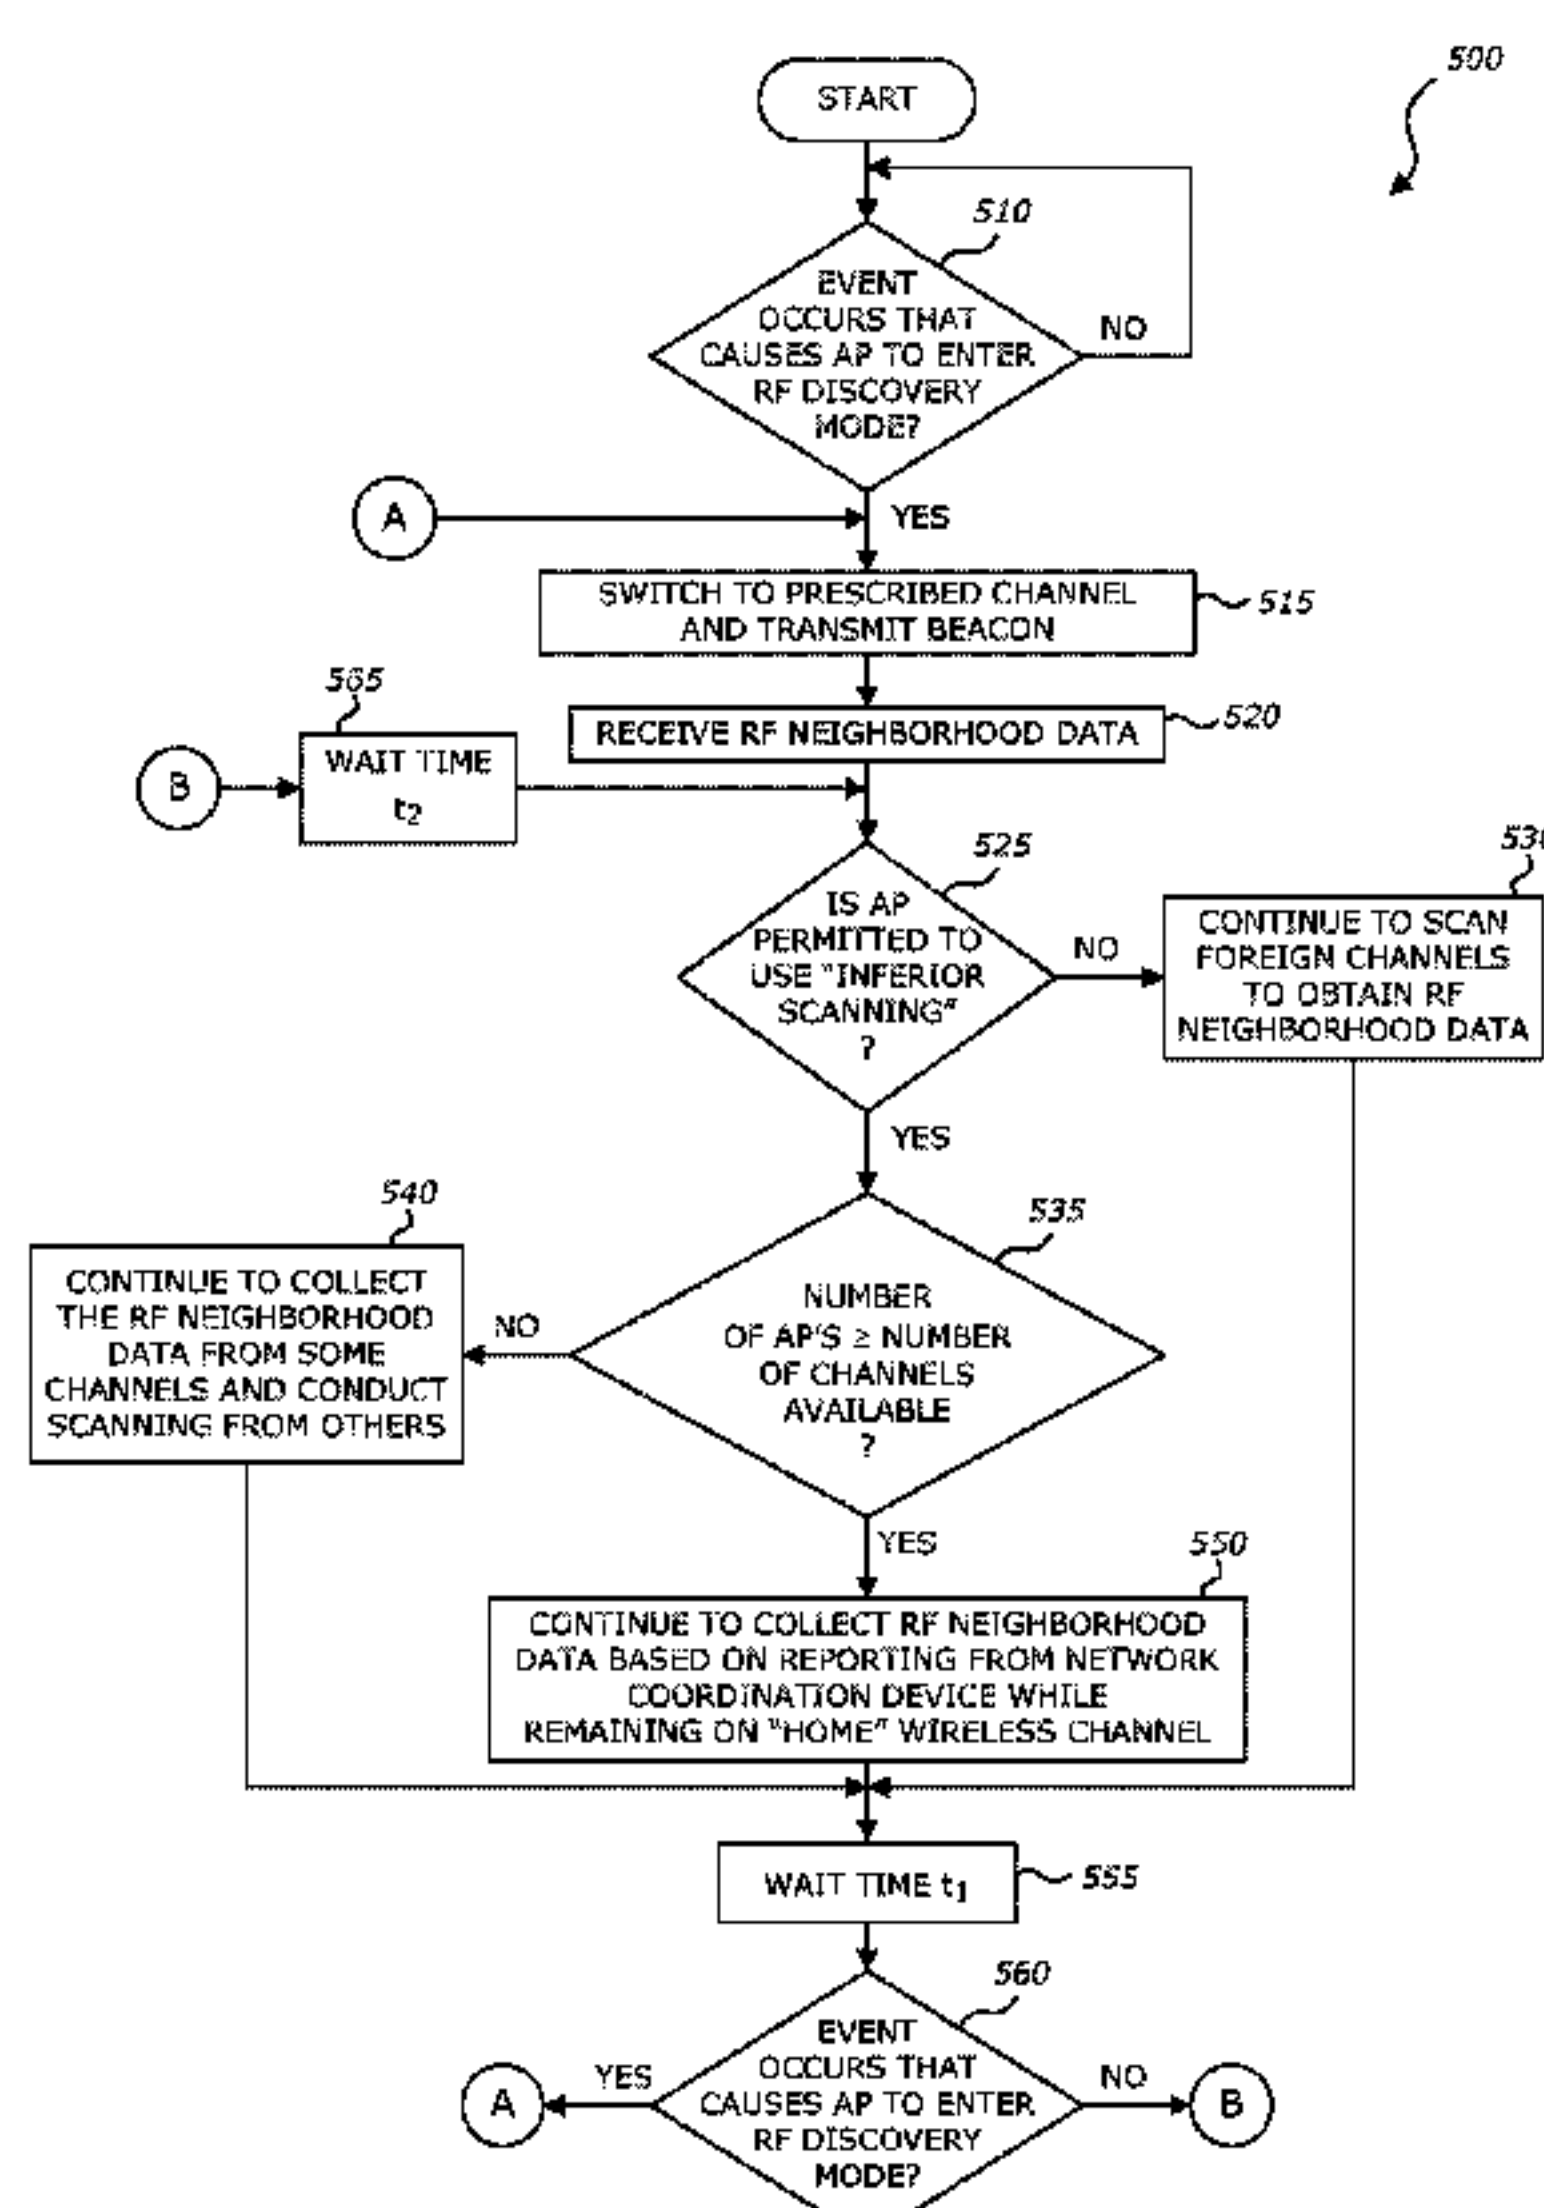 500
START
510
EVENT
OCCURS THAT
CAUSES AP TO ENTER
RF DISCOVERY
MODE?
NO
A
YES
SWITCH TO PRESCRIBED CHANNEL
AND TRANSMIT BEACON
515
565
RECEIVE RF NEIGHBORHOOD DATA
520
B
WAIT TIME
t2
525
IS AP
PERMITTED TO
USE "INFERIOR
SCANNING"
?
NO
CONTINUE TO SCAN
FOREIGN CHANNELS
TO OBTAIN RF
NEIGHBORHOOD DATA
YES
540
535
CONTINUE TO COLLECT
THE RF NEIGHBORHOOD
DATA FROM SOME
CHANNELS AND CONDUCT
SCANNING FROM OTHERS
NO
NUMBER
OF AP'S ≥ NUMBER
OF CHANNELS
AVAILABLE
?
YES
550
CONTINUE TO COLLECT RF NEIGHBORHOOD
DATA BASED ON REPORTING FROM NETWORK
COORDINATION DEVICE WHILE
REMAINING ON "HOME" WIRELESS CHANNEL
WAIT TIME t1
555
560
EVENT
OCCURS THAT
CAUSES AP TO ENTER
RF DISCOVERY
MODE?
YES
A
NO
B